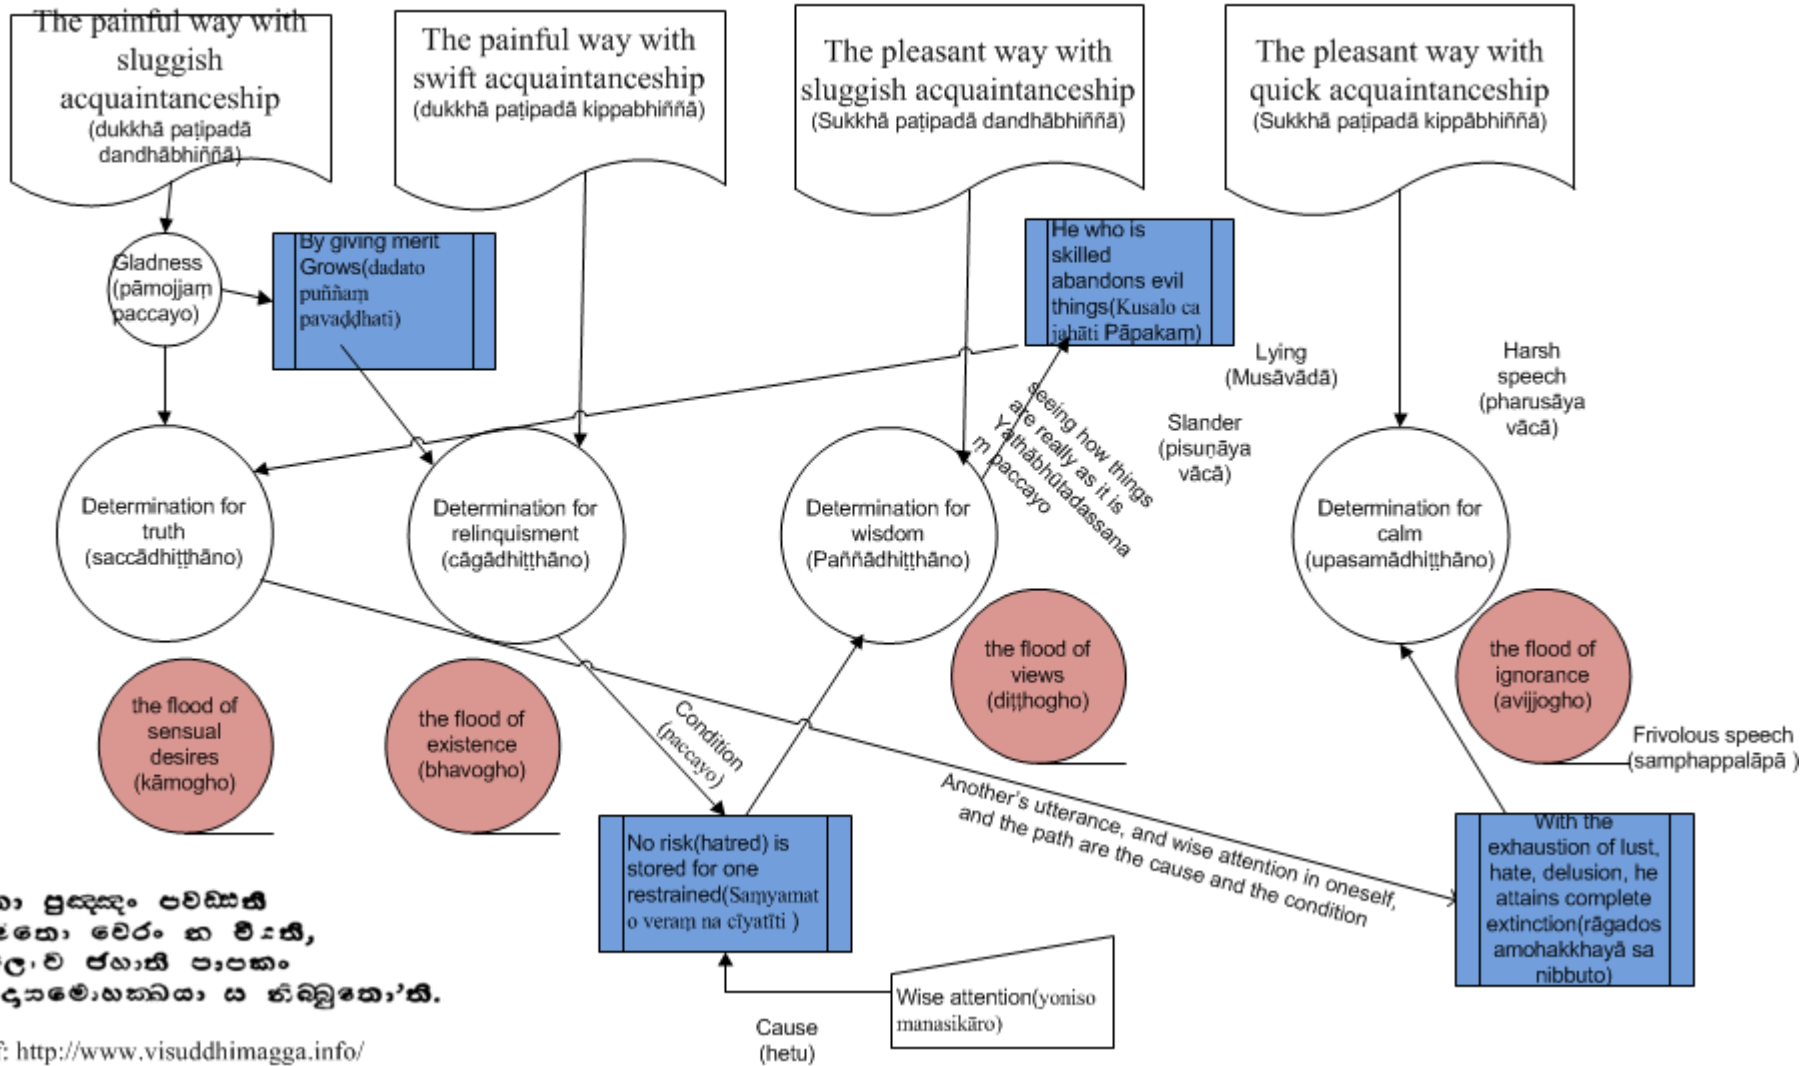 The painful way with
sluggish
acquaintanceship
(dukkhā paṭipadā
dandhābhiññā)
The painful way with
swift acquaintanceship
(dukkhā paṭipadā kippabhiññā)
The pleasant way with
sluggish acquaintanceship
(Sukkhā paṭipadā dandhābhiññā)
The pleasant way with
quick acquaintanceship
(Sukkhā paṭipadā kippābhiññā)
Gladness
(pāmojjaṃ
paccayo)
By giving merit
Grows(dadato
puññaṃ
pavaḍḍhati)
He who is
skilled
abandons evil
things(Kusalo ca
jahāti Pāpakaṃ)
Lying
(Musāvādā)
Harsh
speech
(pharusāya
vācā)
Slander
(pisuṇāya
vācā)
seeing how things
are really as it is
Yathābhūtadassana
ṃ paccayo
Determination for
truth
(saccādhiṭṭhāno)
Determination for
relinquisment
(cāgādhiṭṭhāno)
Determination for
wisdom
(Paññādhiṭṭhāno)
Determination for
calm
(upasamādhiṭṭhāno)
the flood of
sensual
desires
(kāmogho)
the flood of
existence
(bhavogho)
the flood of
views
(diṭṭhogho)
the flood of
ignorance
(avijjogho)
Frivolous speech
(samphappalāpā )
Condition
(paccayo)
Another's utterance, and wise attention in oneself,
and the path are the cause and the condition
No risk(hatred) is
stored for one
restrained(Saṃyamat
o veraṃ na cīyatīti )
With the
exhaustion of lust,
hate, delusion, he
attains complete
extinction(rāgados
amohakkhayā sa
nibbuto)
Wise attention(yoniso
manasikāro)
Cause
(hetu)
වෙරං න
ච ජහාති පාපකං
http://www.visuddhimagga.info/